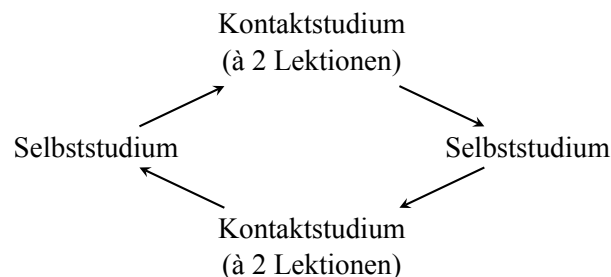 Kontaktstudium
(à 2 Lektionen)
Selbststudium
Selbststudium
Kontaktstudium
(à 2 Lektionen)